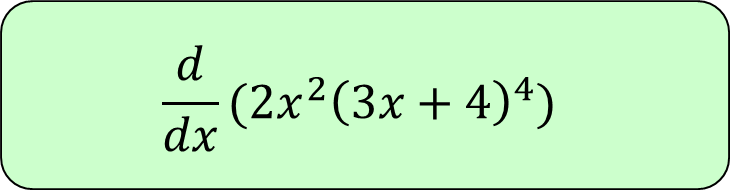 d/dx (2x²(3x + 4)⁴)